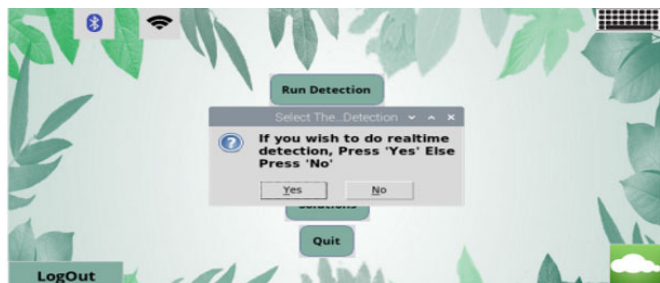 Run Detection
Select The...Detection
If you wish to do realtime
detection, Press 'Yes' Else
Press 'No'
Yes
No
Solutions
Quit
LogOut